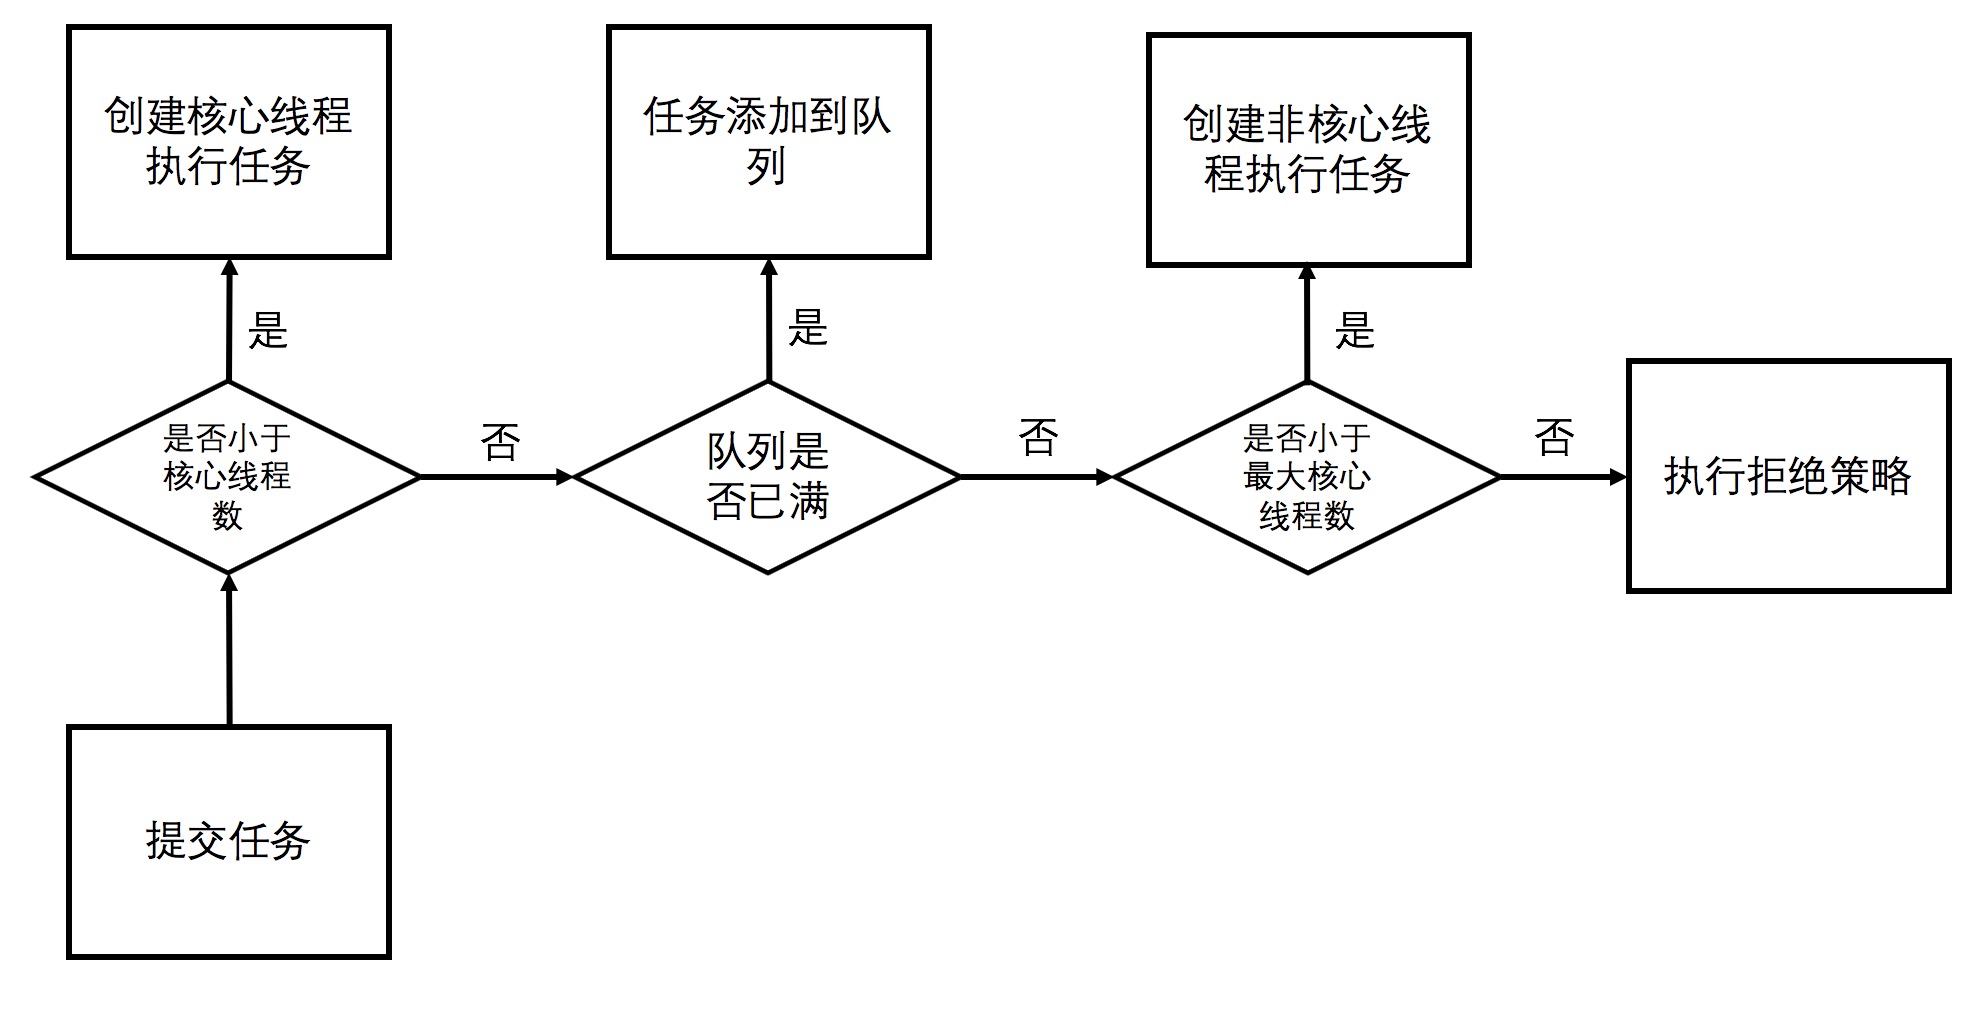 创建核心线程
执行任务
任务添加到队
列
创建非核心线
程执行任务
是
是
是
是否小于
核心线程
数
否
队列是
否已满
否
是否小于
最大核心
线程数
否
执行拒绝策略
提交任务